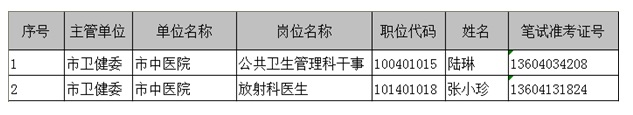 序号 主管单位 单位名称 岗位名称 职位代码 姓名 笔试准考证号
1 市卫健委 市中医院 公共卫生管理科干事 100401015 陆琳 13604034208
2 市卫健委 市中医院 放射科医生 101401018 张小珍 13604131824